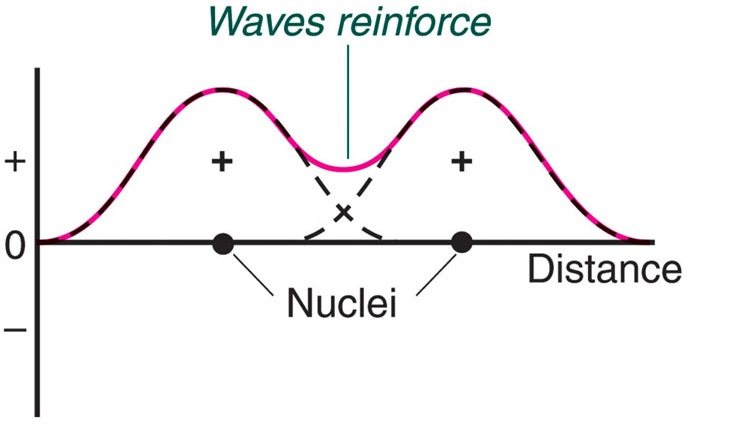 Waves reinforce
+
+ +
0
Distance
Nuclei
–